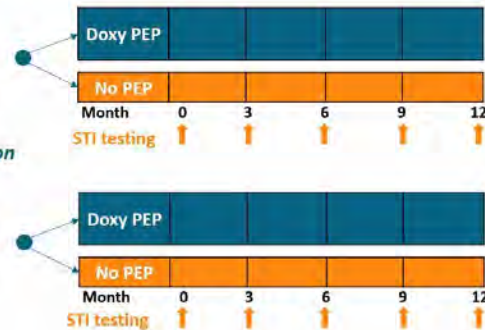 Doxy PEP
No PEP
Month 0 3 6 9 12
STI testing
on
Doxy PEP
No PEP
Month 0 3 6 9 12
STI testing